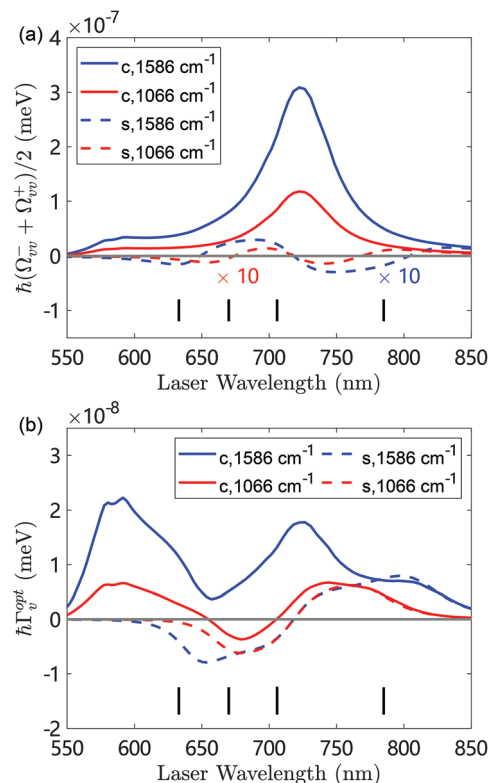 (a)
×10⁻⁷
ħ(Ω⁻ᵥᵥ + Ω⁺ᵥᵥ)/2 (meV)
4
3
2
1
0
-1
c,1586 cm⁻¹
c,1066 cm⁻¹
s,1586 cm⁻¹
s,1066 cm⁻¹
× 10
× 10
550 600 650 700 750 800 850
Laser Wavelength (nm)
(b)
×10⁻⁸
ħΓᵥᵒᵖᵗ (meV)
4
3
2
1
0
-1
-2
c,1586 cm⁻¹ s,1586 cm⁻¹
c,1066 cm⁻¹ s,1066 cm⁻¹
550 600 650 700 750 800 850
Laser Wavelength (nm)